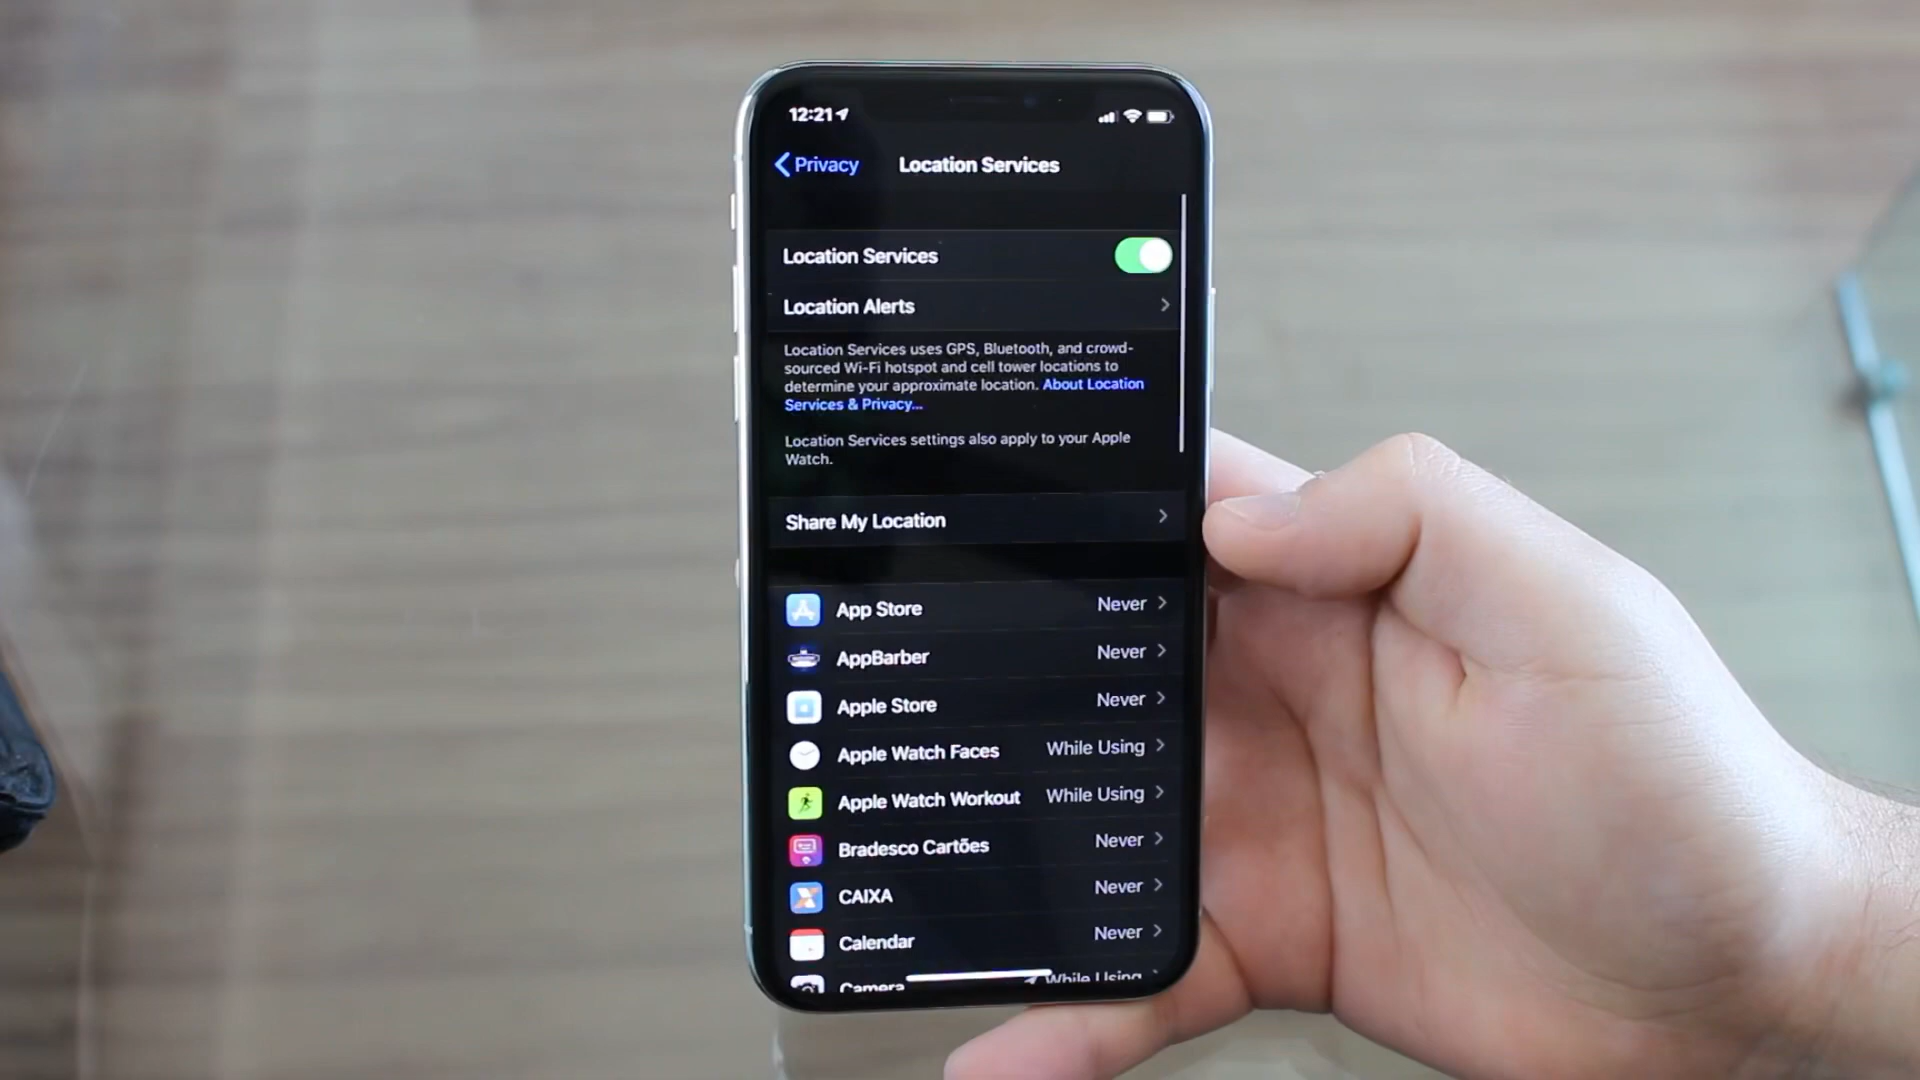 12:21
Privacy
Location Services
Location Services
Location Alerts
Location Services uses GPS, Bluetooth, and crowd-
sourced Wi-Fi hotspot and cell tower locations to
determine your approximate location. About Location
Services & Privacy...
Location Services settings also apply to your Apple
Watch.
Share My Location
App Store Never
AppBarber Never
Apple Store Never
Apple Watch Faces While Using
Apple Watch Workout While Using
Bradesco Cartões Never
CAIXA Never
Calendar Never
Camera While Using